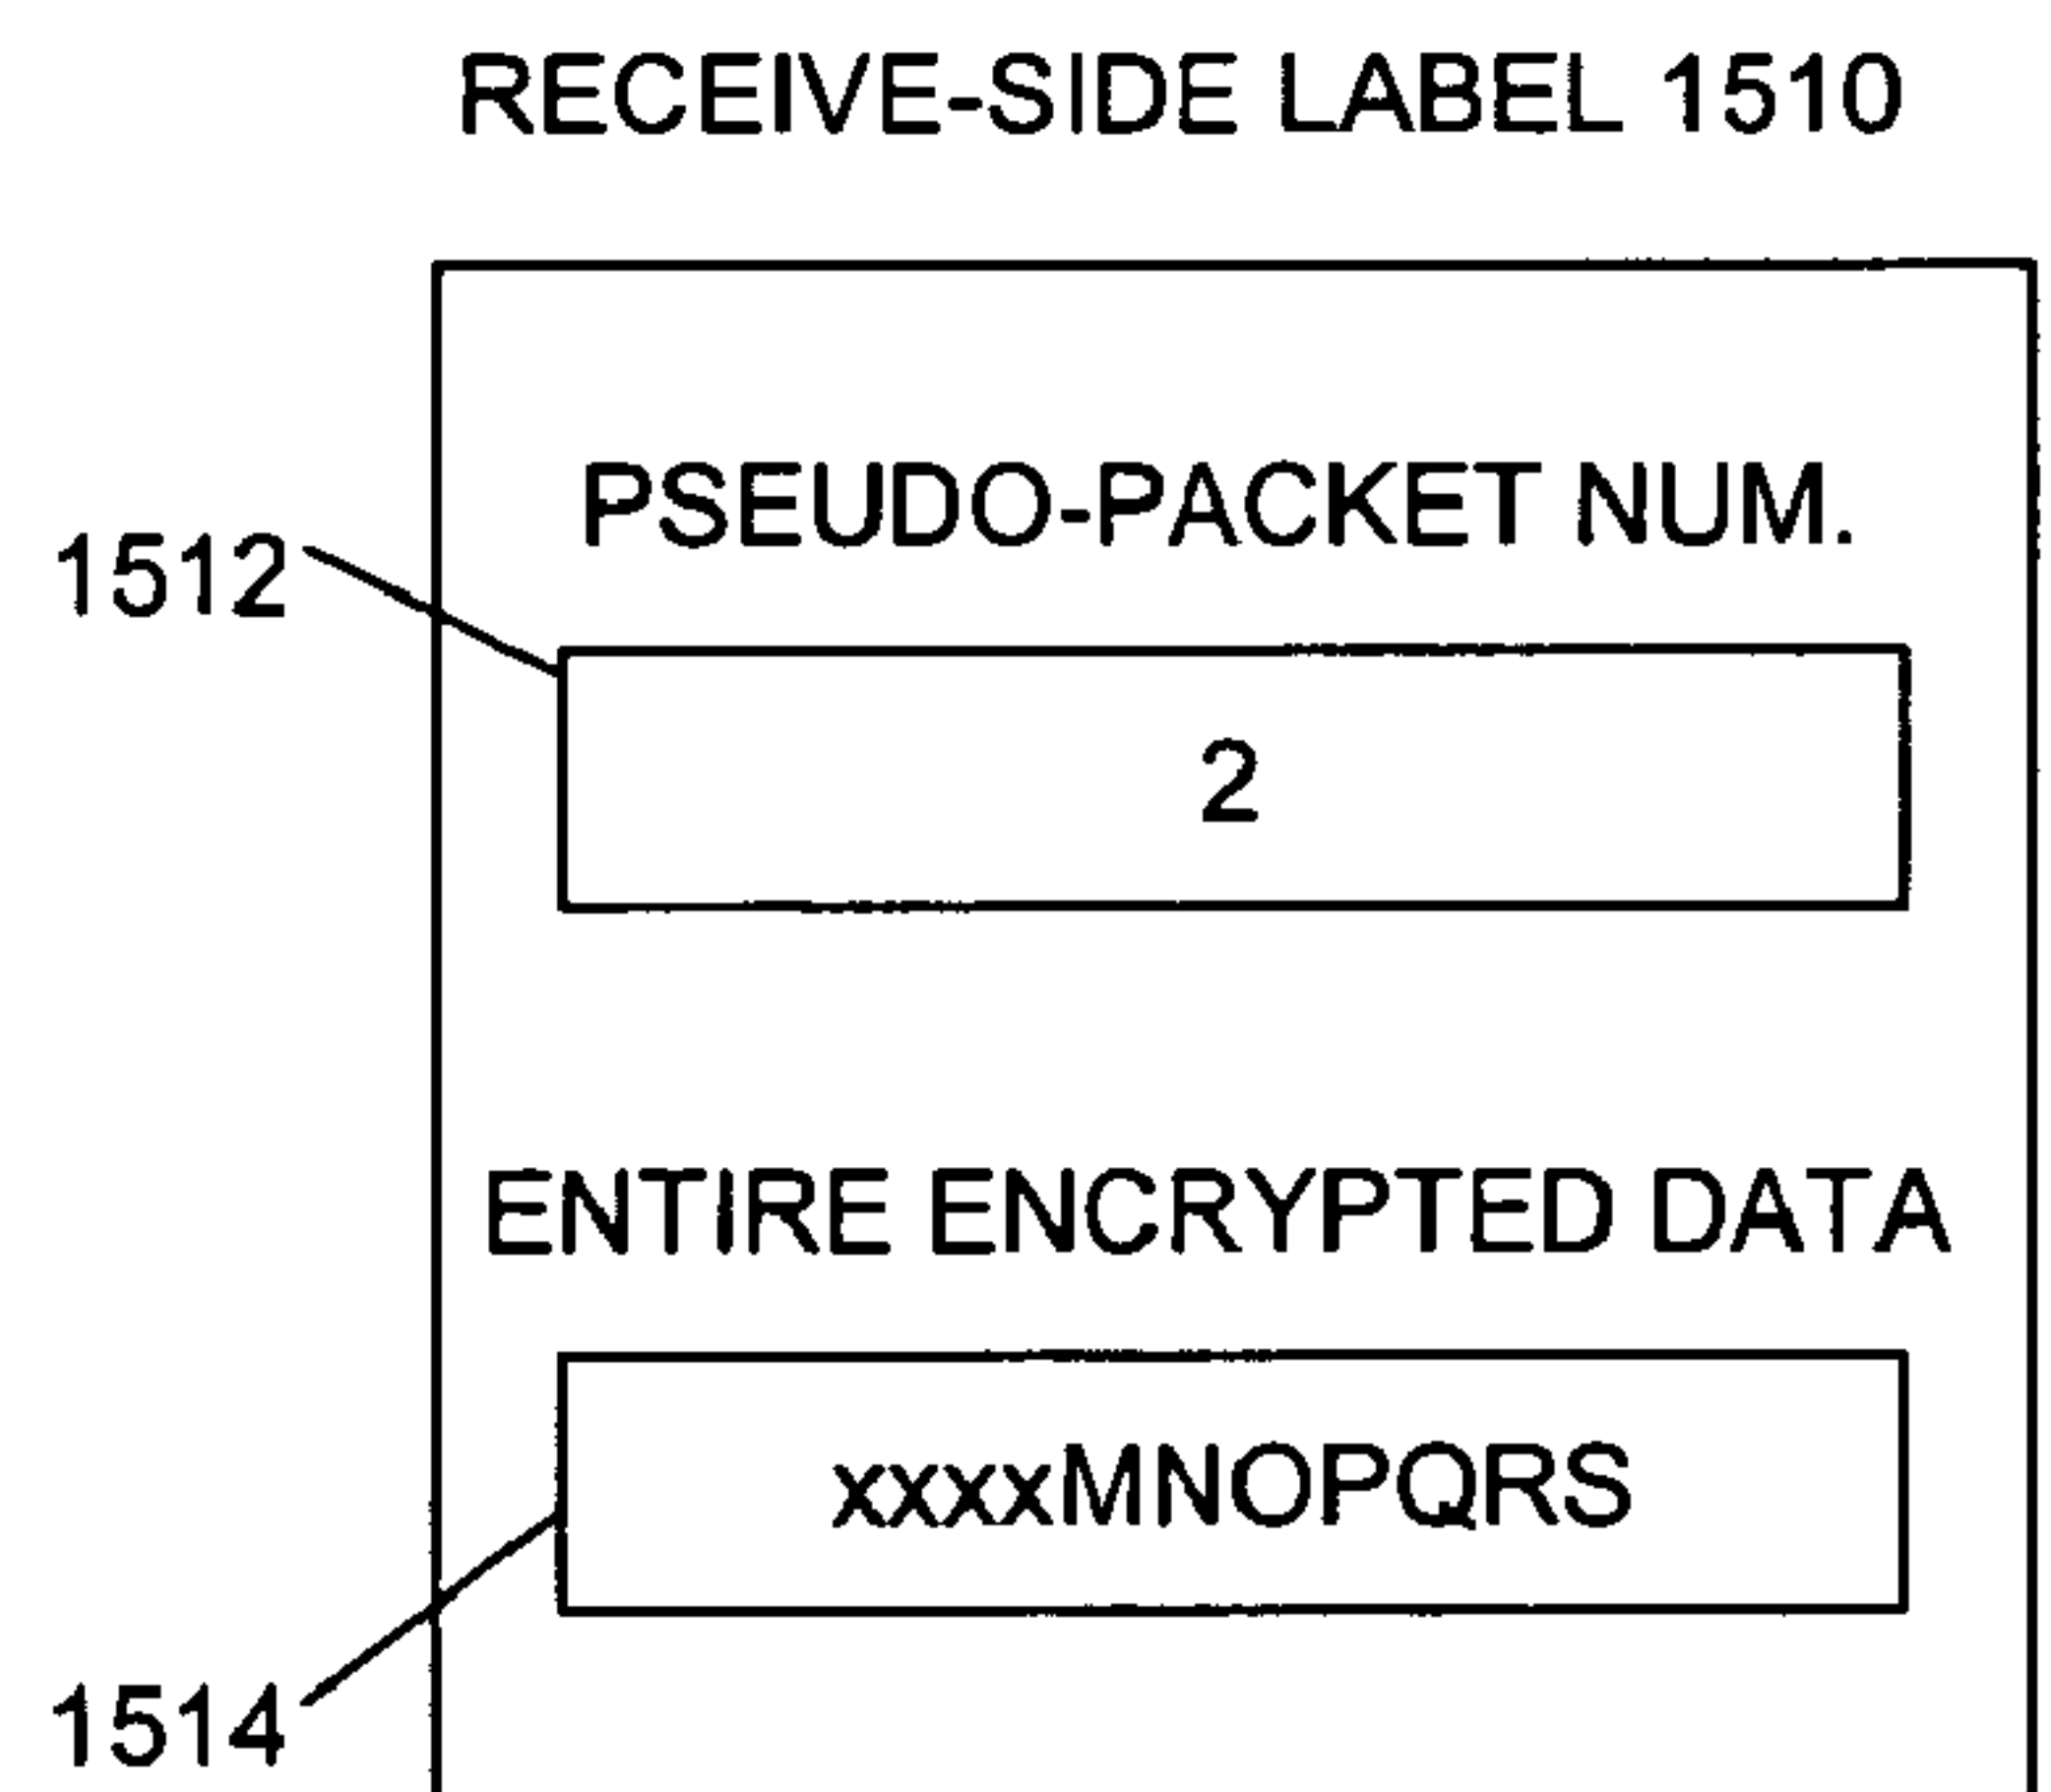 RECEIVE-SIDE LABEL 1510
PSEUDO-PACKET NUM.
1512
2
ENTIRE ENCRYPTED DATA
xxxxMNOPQRS
1514